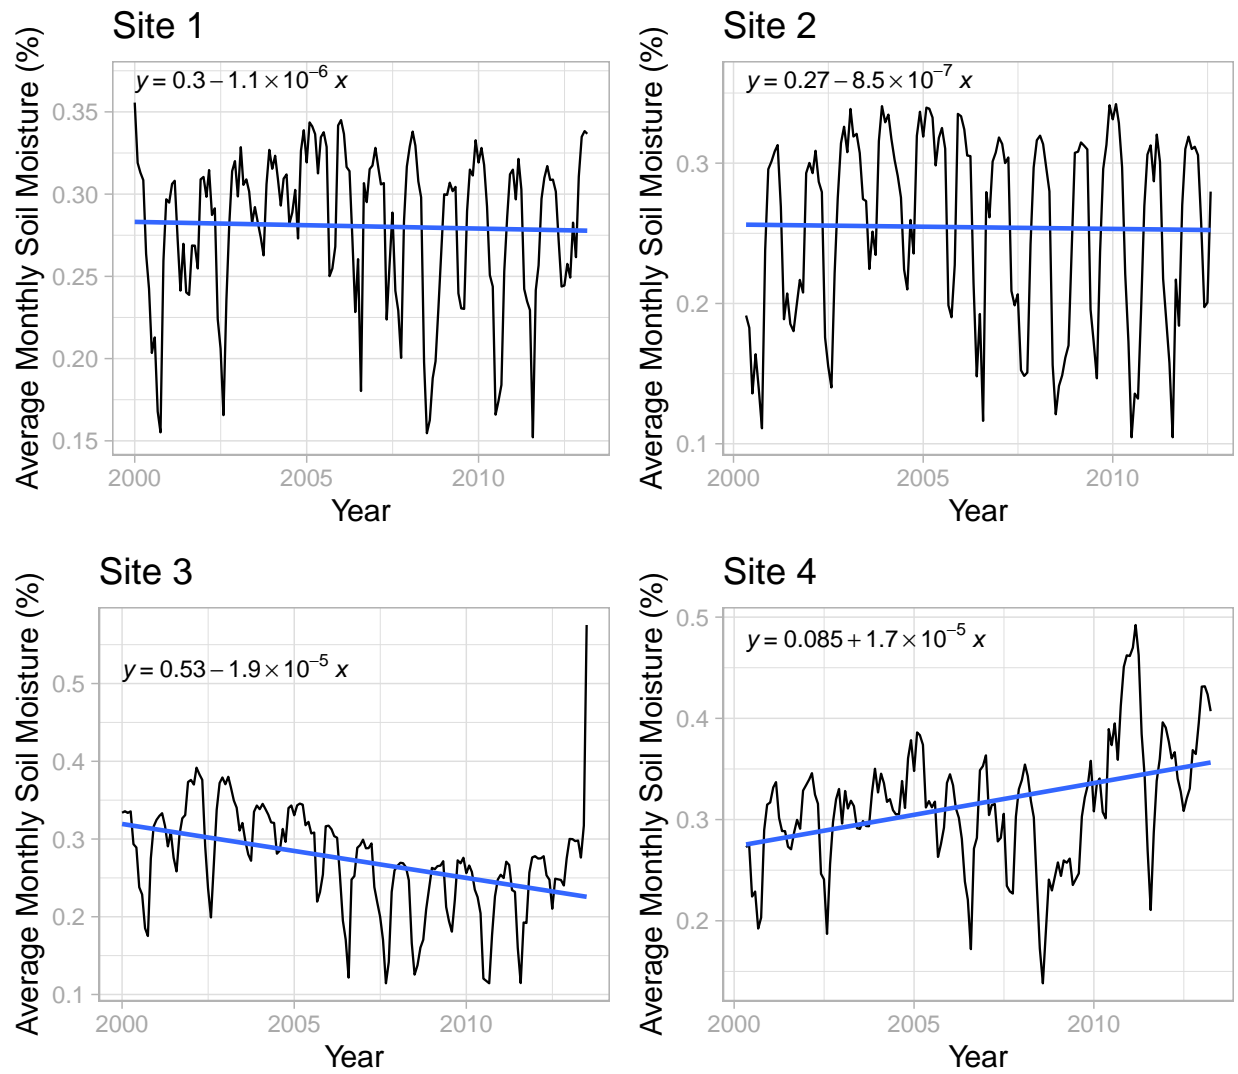 Site 1
y = 0.3 − 1.1 × 10⁻⁶ x
Average Monthly Soil Moisture (%)
0.35
0.30
0.25
0.20
0.15
2000 2005 2010
Year
Site 2
y = 0.27 − 8.5 × 10⁻⁷ x
Average Monthly Soil Moisture (%)
0.3
0.2
0.1
2000 2005 2010
Year
Site 3
y = 0.53 − 1.9 × 10⁻⁵ x
Average Monthly Soil Moisture (%)
0.5
0.4
0.3
0.2
0.1
2000 2005 2010
Year
Site 4
y = 0.085 + 1.7 × 10⁻⁵ x
Average Monthly Soil Moisture (%)
0.5
0.4
0.3
0.2
2000 2005 2010
Year